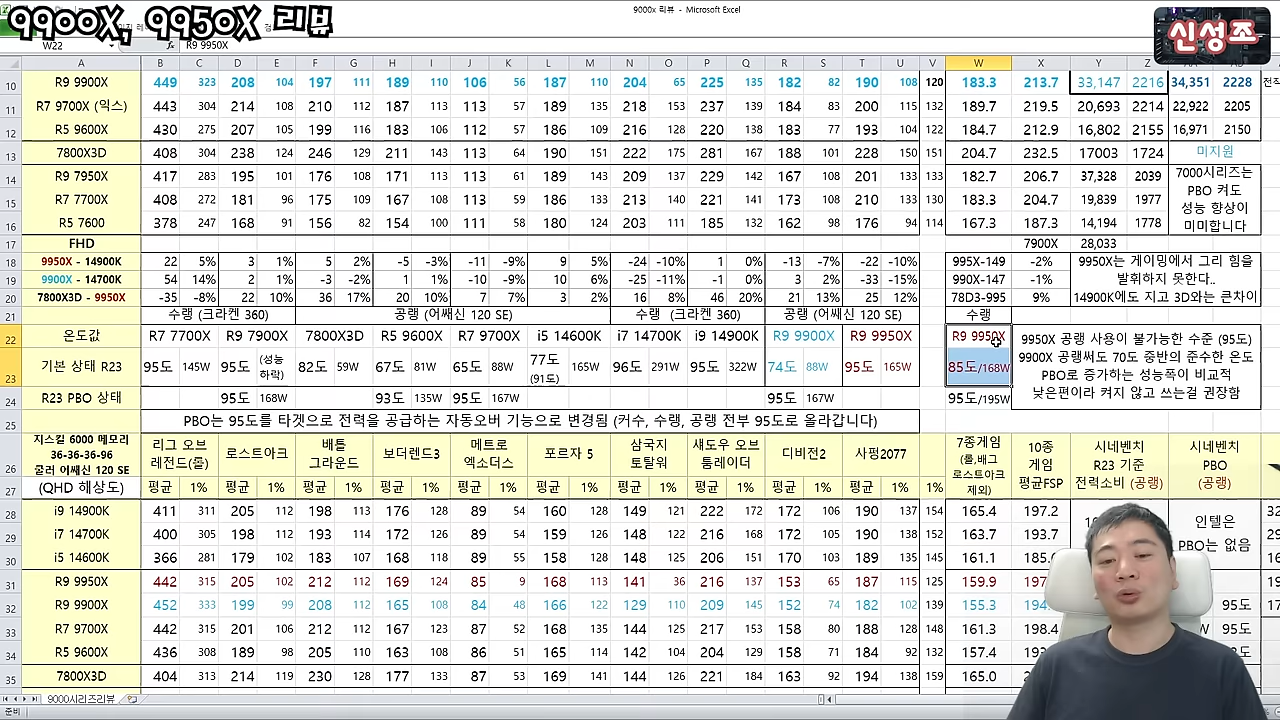 9900X, 9950X 리뷰
9000x 리뷰 - Microsoft Excel
신성조
W22 fx R9 9950X
A B C D E F G H I J K L M N O P Q R S T U V W X Y Z
10 R9 9900X 449 323 208 104 197 111 189 110 106 56 187 110 204 65 225 135 182 82 190 108 120 183.3 213.7 33,147 2216 34,351 2228
11 R7 9700X (익스) 443 304 214 108 210 112 187 113 113 57 189 135 218 153 237 139 184 83 200 115 132 189.7 219.5 20,693 2214 22,922 2205
12 R5 9600X 430 275 207 105 199 116 183 106 112 57 186 109 216 128 220 138 183 77 193 104 122 184.7 212.9 16,802 2155 16,971 2150
13 7800X3D 408 304 238 124 246 129 211 143 113 64 190 151 222 175 281 167 188 101 228 150 151 204.7 232.5 17003 1724 미지원
14 R9 7950X 417 283 195 101 176 108 171 113 113 63 189 143 209 137 229 142 167 108 201 133 133 182.7 206.7 37,328 2039
15 R7 7700X 408 272 181 96 175 109 167 108 113 59 186 133 213 140 221 141 173 108 210 133 130 183.3 204.7 19,839 1977
16 R5 7600 378 247 168 91 156 82 154 100 111 58 180 124 203 131 185 132 162 98 176 94 114 167.3 187.3 14,194 1778
7000시리즈는
PBO 켜도
성능 향상이
미미합니다
17 FHD 7900X 28,033
18 9950X - 14900K 22 5% 3 1% 5 2% -5 -3% -11 -9% 9 5% -24 -10% 1 0% -13 -7% -22 -10% 995X-149 -2%
19 9900X - 14700K 54 14% 2 1% -3 -2% 1 1% -10 -9% 10 6% -25 -11% -1 0% 3 2% -33 -15% 990X-147 -1%
20 7800X3D - 9950X -35 -8% 22 10% 36 17% 20 10% 7 7% 3 2% 16 8% 46 20% 21 13% 25 12% 78D3-995 9%
9950X는 게이밍에서 그리 힘을
발휘하지 못한다..
14900K에도 지고 3D와는 큰차이
21 수랭 (크라켄 360) 공랭 (어쌔신 120 SE) 수랭 (크라켄 360) 공랭 (어쌔신 120 SE) 수랭
22 온도값 R7 7700X R9 7900X 7800X3D R5 9600X R7 9700X i5 14600K i7 14700K i9 14900K R9 9900X R9 9950X R9 9950X
23 기본 상태 R23 95도 145W 95도 (성능하락) 82도 59W 67도 81W 65도 88W 77도 (91도) 165W 96도 291W 95도 322W 74도 88W 95도 165W 85도/168W
24 R23 PBO 상태 95도 168W 93도 135W 95도 167W 95도 167W 95도/195W
9950X 공랭 사용이 불가능한 수준 (95도)
9900X 공랭써도 70도 중반의 준수한 온도
PBO로 증가하는 성능폭이 비교적
낮은편이라 켜지 않고 쓰는걸 권장함
25 PBO는 95도를 타겟으로 전력을 공급하는 자동오버 기능으로 변경됨 (커수, 수랭, 공랭 전부 95도로 올라갑니다)
지스킬 6000 메모리
36-36-36-96
쿨러 어쌔신 120 SE
26 리그 오브 레전드(롤) 로스트아크 배틀 그라운드 보더랜드3 메트로 엑소더스 포르자 5 삼국지 토탈워 섀도우 오브 툼레이더 디비전2 사펑2077
7종게임
(롤,배그
로스트아크
제외)
10종
게임
평균FSP
시네벤치
R23 기준
전력소비 (공랭)
시네벤치
PBO
(공랭)
27 (QHD 해상도) 평균 1% 평균 1% 평균 1% 평균 1% 평균 1% 평균 1% 평균 1% 평균 1% 평균 1% 평균 1% 1%
28 i9 14900K 411 311 205 112 198 113 176 128 89 54 160 128 149 121 222 172 172 106 190 137 154 165.4 197.2
29 i7 14700K 400 305 198 112 193 114 172 126 89 54 159 126 148 122 216 168 172 105 190 138 152 163.7 193.7
30 i5 14600K 366 281 179 102 183 107 168 118 89 55 158 128 148 125 206 151 170 103 189 135 145 161.1
인텔은
PBO는 없음
31 R9 9950X 442 315 205 102 212 112 169 124 85 9 168 113 141 36 216 137 153 65 187 115 125 159.9
32 R9 9900X 452 333 199 99 208 112 165 108 84 48 166 122 129 110 209 145 152 74 182 102 139 155.3 95도
33 R7 9700X 442 315 201 106 212 112 167 123 87 52 168 135 144 125 217 153 158 80 188 128 148 161.3 198.4 95도
34 R5 9600X 436 308 189 98 205 110 163 108 86 51 165 114 142 104 204 129 158 71 184 92 132 157.4
35 7800X3D 404 313 214 119 230 128 177 133 87 53 169 141 144 126 221 184 163 92 194 138 159 165.0
9000시리즈리뷰
준비